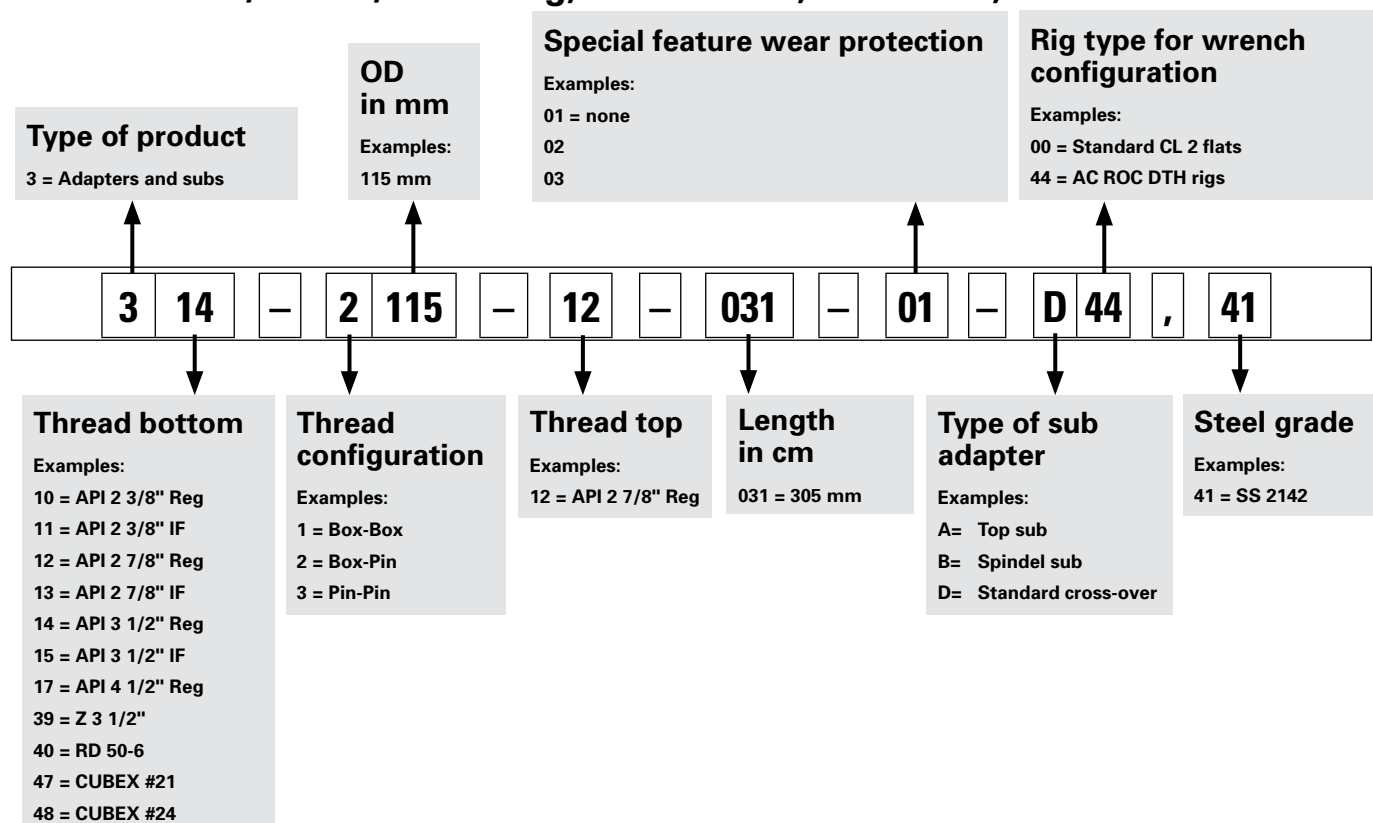 Type of product
3 = Adapters and subs
OD
in mm
Examples:
115 mm
Special feature wear protection
Examples:
01 = none
02
03
Rig type for wrench
configuration
Examples:
00 = Standard CL 2 flats
44 = AC ROC DTH rigs
3 14 – 2 115 – 12 – 031 – 01 – D 44 , 41
Thread bottom
Examples:
10 = API 2 3/8" Reg
11 = API 2 3/8" IF
12 = API 2 7/8" Reg
13 = API 2 7/8" IF
14 = API 3 1/2" Reg
15 = API 3 1/2" IF
17 = API 4 1/2" Reg
39 = Z 3 1/2"
40 = RD 50-6
47 = CUBEX #21
48 = CUBEX #24
Thread
configuration
Examples:
1 = Box-Box
2 = Box-Pin
3 = Pin-Pin
Thread top
Examples:
12 = API 2 7/8" Reg
Length
in cm
031 = 305 mm
Type of sub
adapter
Examples:
A= Top sub
B= Spindel sub
D= Standard cross-over
Steel grade
Examples:
41 = SS 2142